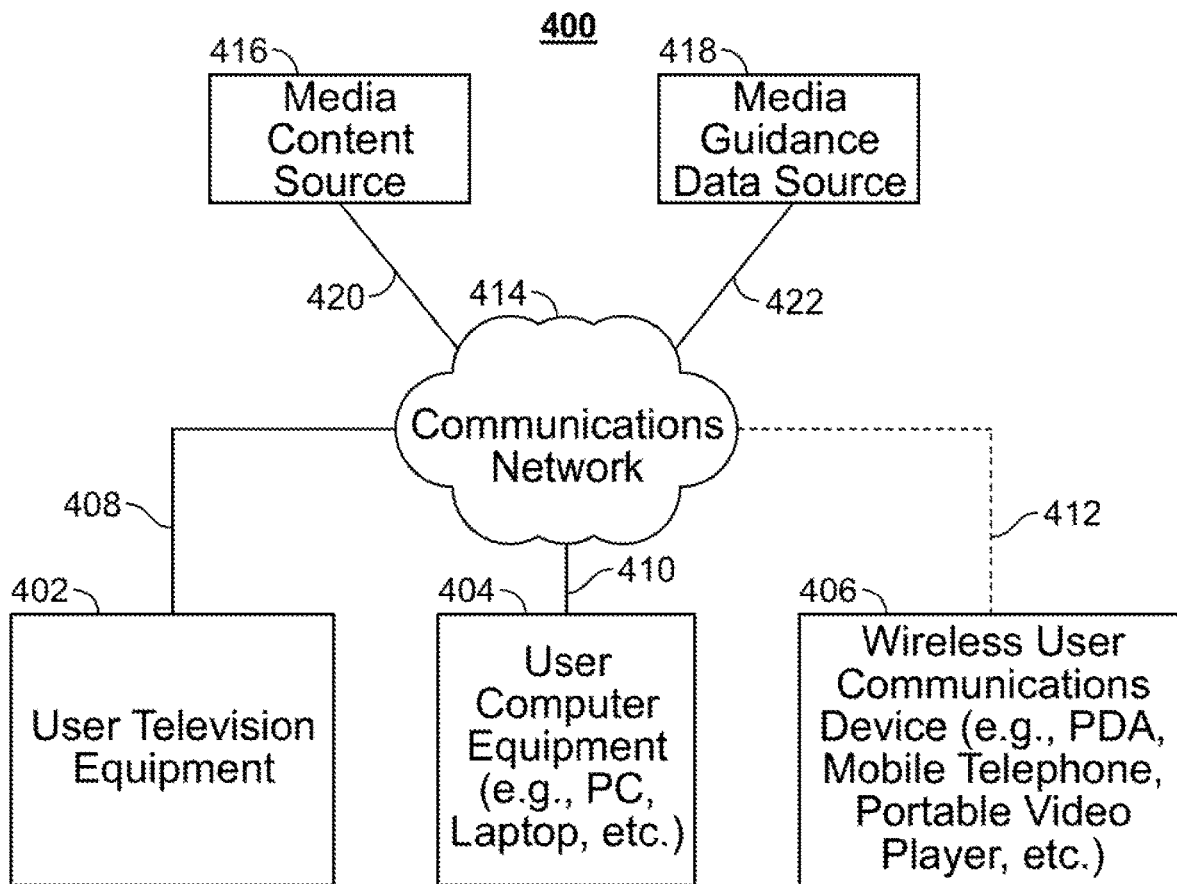 400
416
Media
Content
Source
418
Media
Guidance
Data Source
420
414
422
Communications
Network
408
410
412
402
User Television
Equipment
404
User
Computer
Equipment
(e.g., PC,
Laptop, etc.)
406
Wireless User
Communications
Device (e.g., PDA,
Mobile Telephone,
Portable Video
Player, etc.)